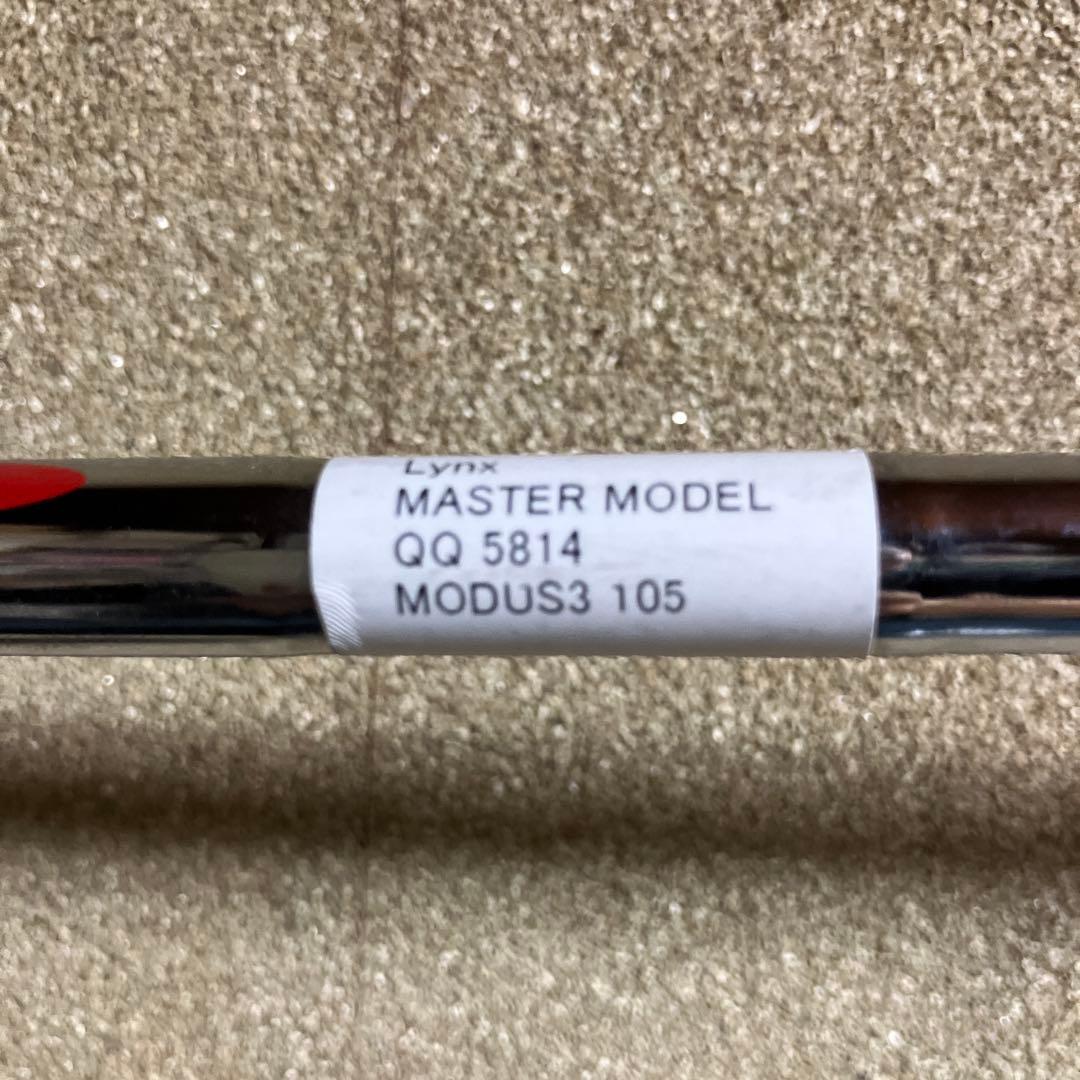 Lynx
MASTER MODEL
QQ 5814
MODUS3 105